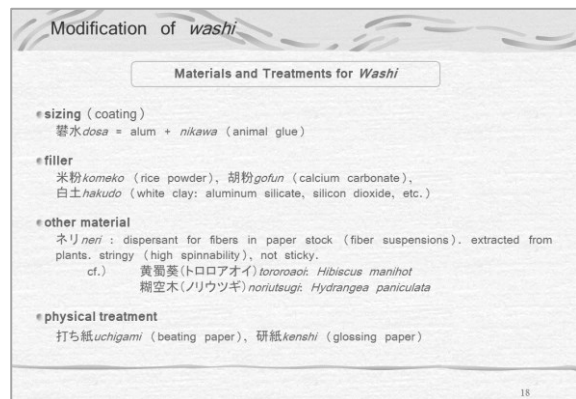 Modification of washi
Materials and Treatments for Washi
sizing (coating)
礬水dosa = alum + nikawa (animal glue)
filler
米粉komeko (rice powder)、胡粉gofun (calcium carbonate)、
白土hakudo (white clay: aluminum silicate, silicon dioxide, etc.)
other material
ネリneri : dispersant for fibers in paper stock (fiber suspensions). extracted from
plants. stringy (high spinnability), not sticky.
cf.) 黄蜀葵(トロロアオイ)tororoaoi: Hibiscus manihot
糊空木(ノリウツギ)noriutsugi: Hydrangea paniculata
physical treatment
打ち紙uchigami (beating paper)、研紙kenshi (glossing paper)
18